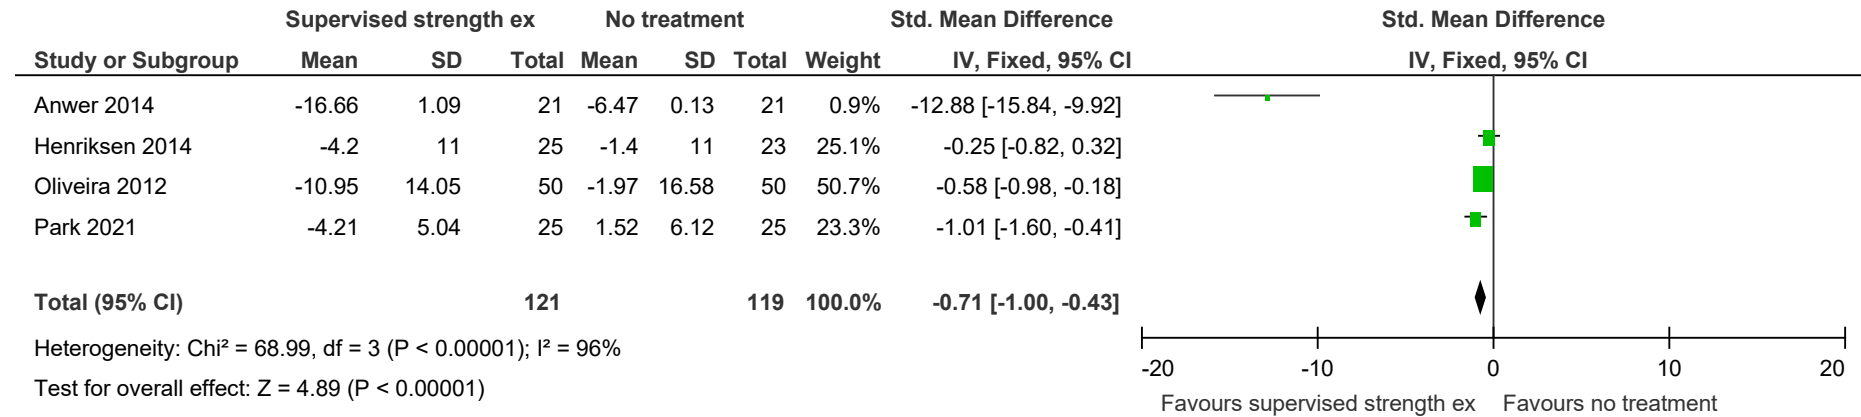 Supervised strength ex No treatment Std. Mean Difference Std. Mean Difference
Study or Subgroup Mean SD Total Mean SD Total Weight IV, Fixed, 95% CI IV, Fixed, 95% CI
Anwer 2014 -16.66 1.09 21 -6.47 0.13 21 0.9% -12.88 [-15.84, -9.92]
Henriksen 2014 -4.2 11 25 -1.4 11 23 25.1% -0.25 [-0.82, 0.32]
Oliveira 2012 -10.95 14.05 50 -1.97 16.58 50 50.7% -0.58 [-0.98, -0.18]
Park 2021 -4.21 5.04 25 1.52 6.12 25 23.3% -1.01 [-1.60, -0.41]
Total (95% CI) 121 119 100.0% -0.71 [-1.00, -0.43]
Heterogeneity: Chi² = 68.99, df = 3 (P < 0.00001); I² = 96%
Test for overall effect: Z = 4.89 (P < 0.00001)
-20 -10 0 10 20
Favours supervised strength ex Favours no treatment